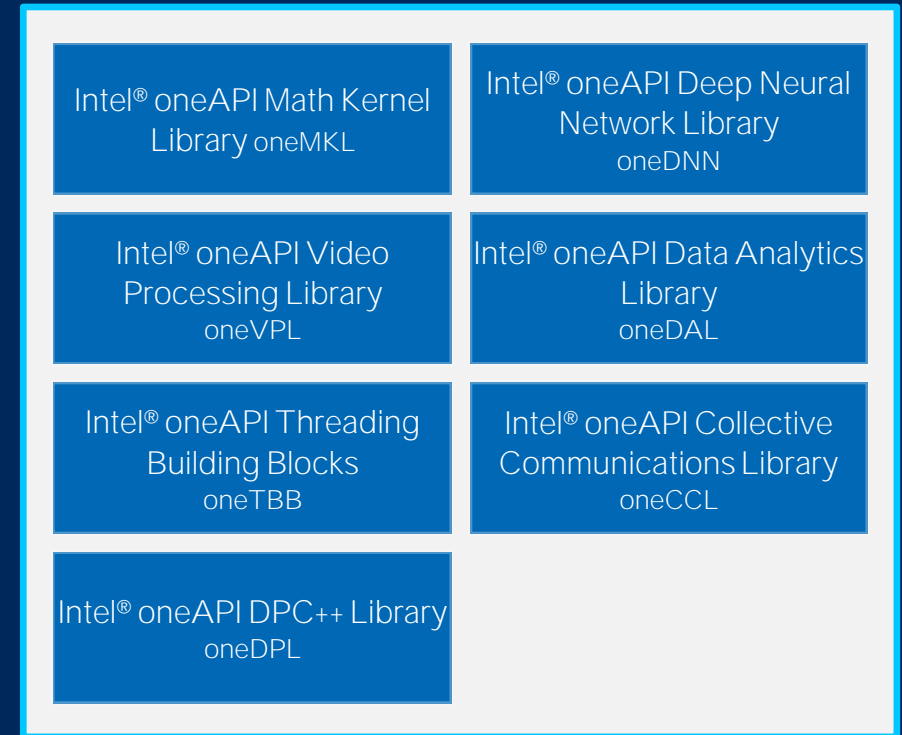 Intel® oneAPI Math Kernel
Library oneMKL
Intel® oneAPI Deep Neural
Network Library
oneDNN
Intel® oneAPI Video
Processing Library
oneVPL
Intel® oneAPI Data Analytics
Library
oneDAL
Intel® oneAPI Threading
Building Blocks
oneTBB
Intel® oneAPI Collective
Communications Library
oneCCL
Intel® oneAPI DPC++ Library
oneDPL